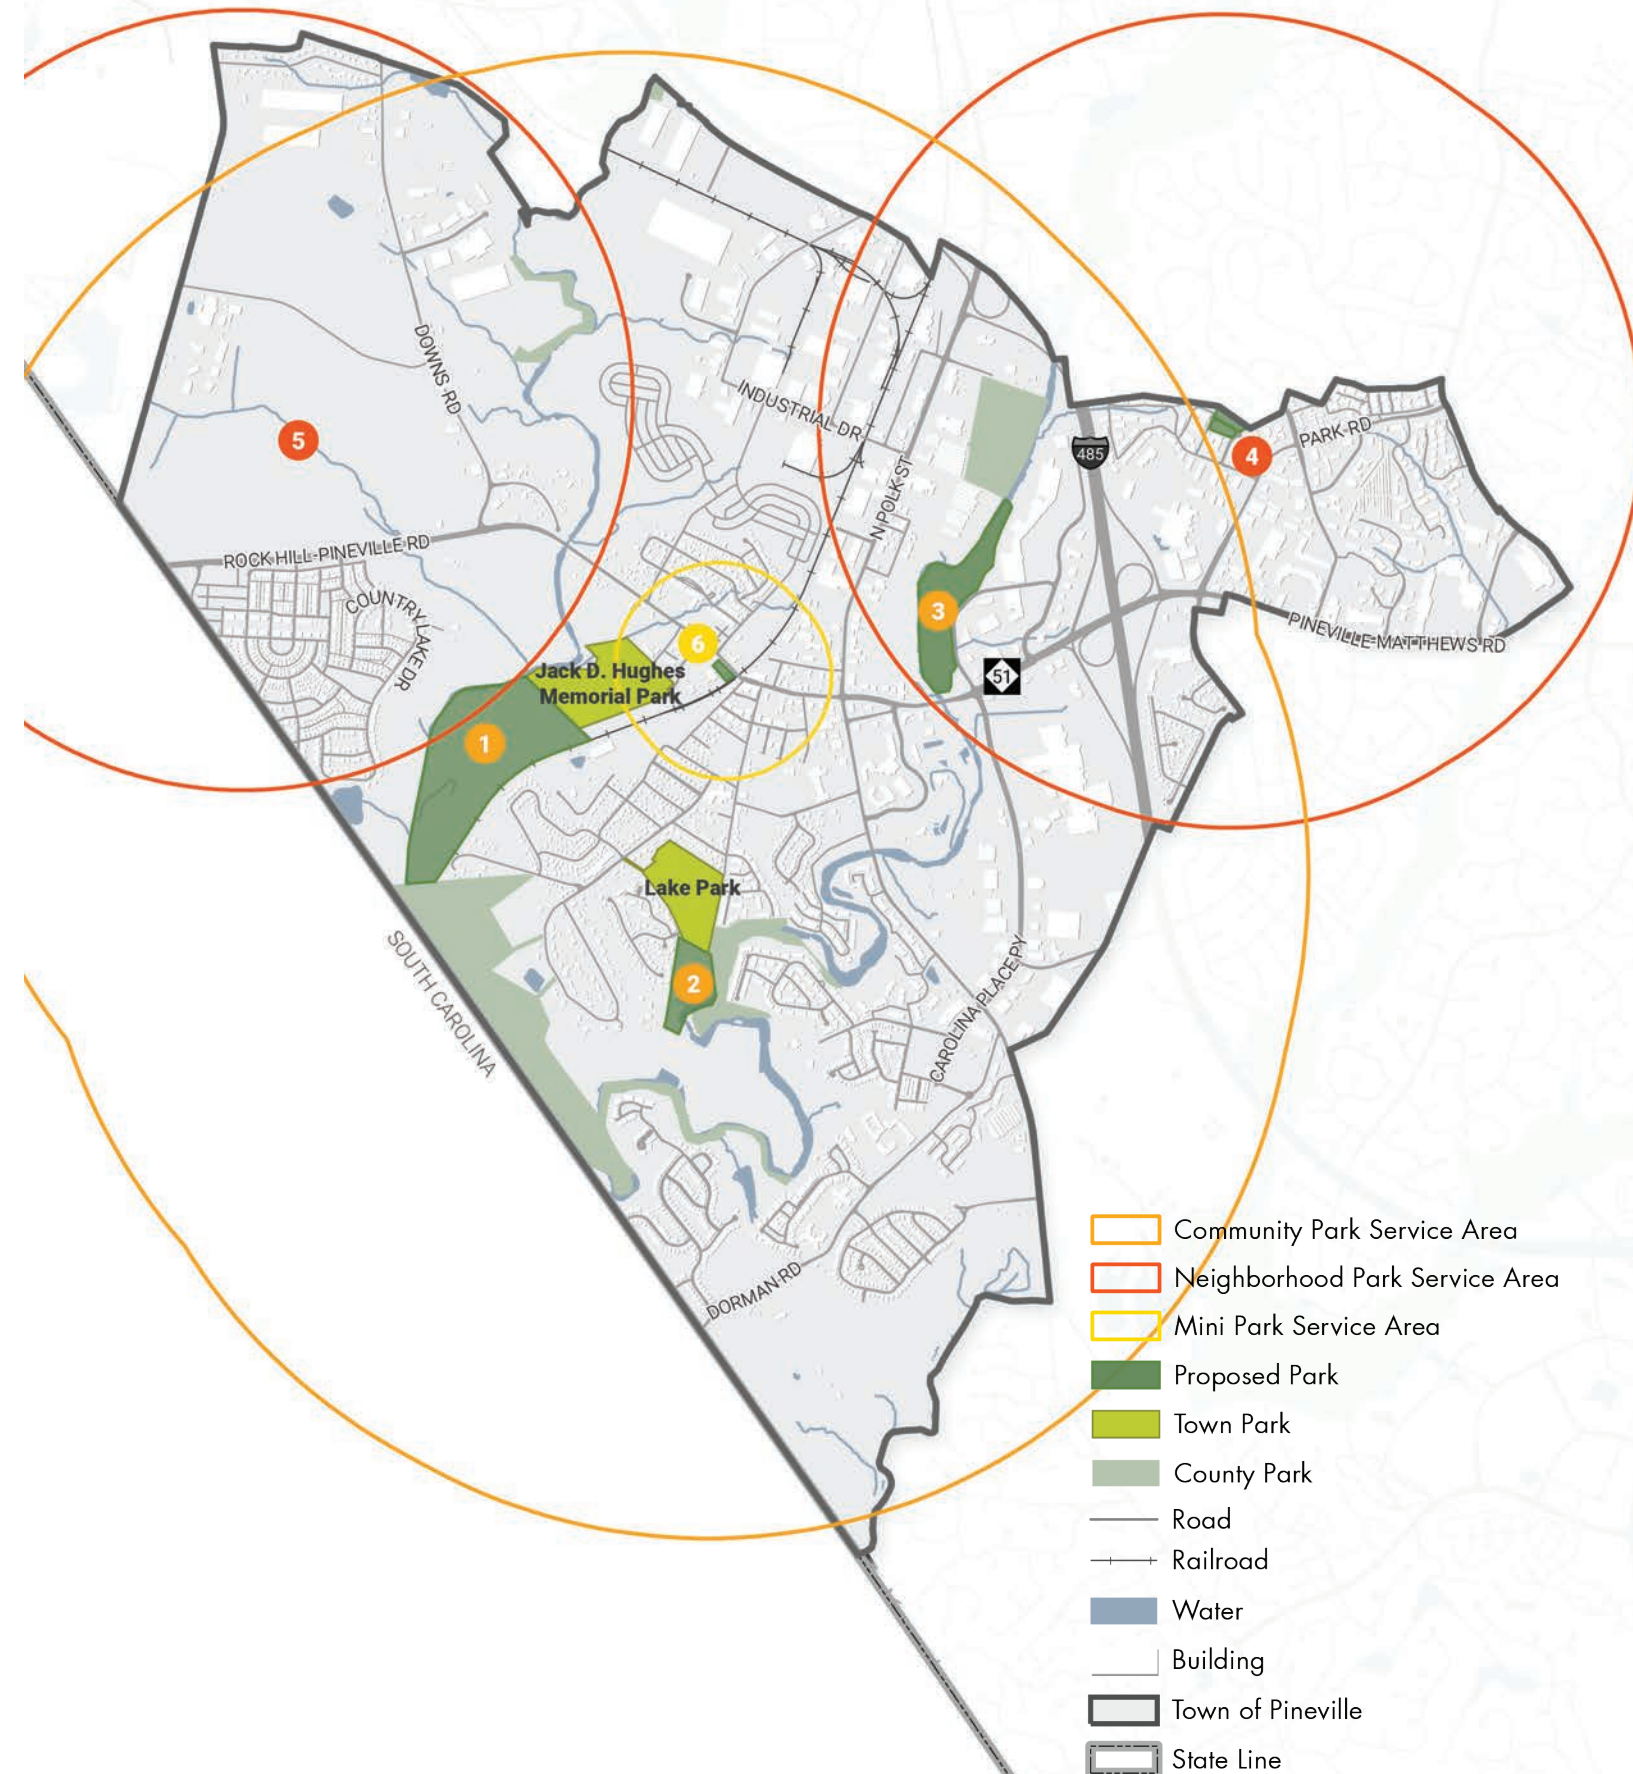 DOWNS RD
INDUSTRIAL DR
N POLK ST
485
PARK RD
4
5
ROCK HILL-PINEVILLE RD
COUNTRY LAKE DR
3
PINEVILLE-MATTHEWS RD
6
51
Jack D. Hughes
Memorial Park
1
Lake Park
2
SOUTH CAROLINA
CAROLINA PLACE PY
DORMAN RD
Community Park Service Area
Neighborhood Park Service Area
Mini Park Service Area
Proposed Park
Town Park
County Park
Road
Railroad
Water
Building
Town of Pineville
State Line